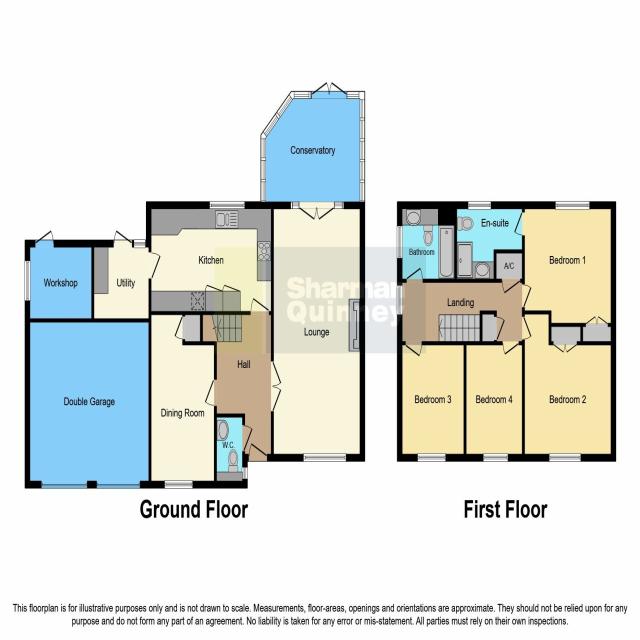 Conservatory
Workshop
Utility
Kitchen
Sharman
Quinney
Lounge
Hall
Double Garage
Dining Room
W.C.
Ground Floor
Bathroom
En-suite
A/C
Bedroom 1
Landing
Bedroom 3
Bedroom 4
Bedroom 2
First Floor
This floorplan is for illustrative purposes only and is not drawn to scale. Measurements, floor-areas, openings and orientations are approximate. They should not be relied upon for any
purpose and do not form any part of an agreement. No liability is taken for any error or mis-statement. All parties must rely on their own inspections.